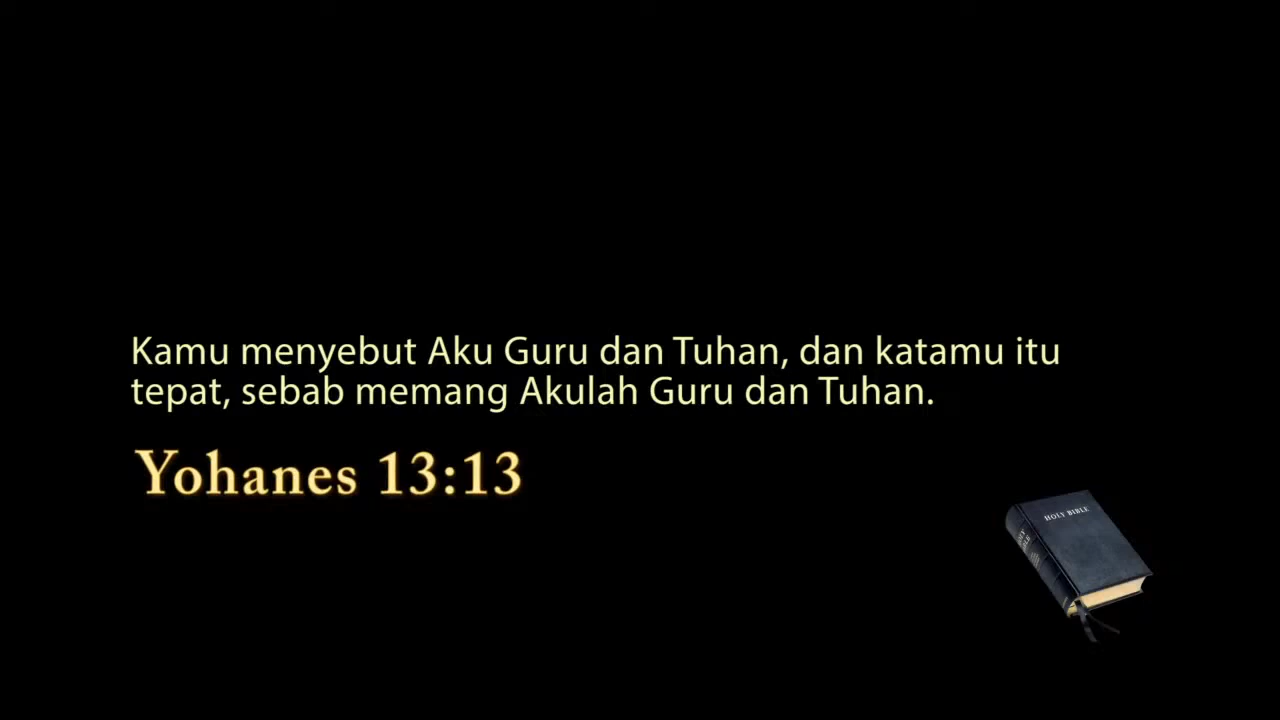 Kamu menyebut Aku Guru dan Tuhan, dan katamu itu
tepat, sebab memang Akulah Guru dan Tuhan.
Yohanes 13:13
HOLY BIBLE